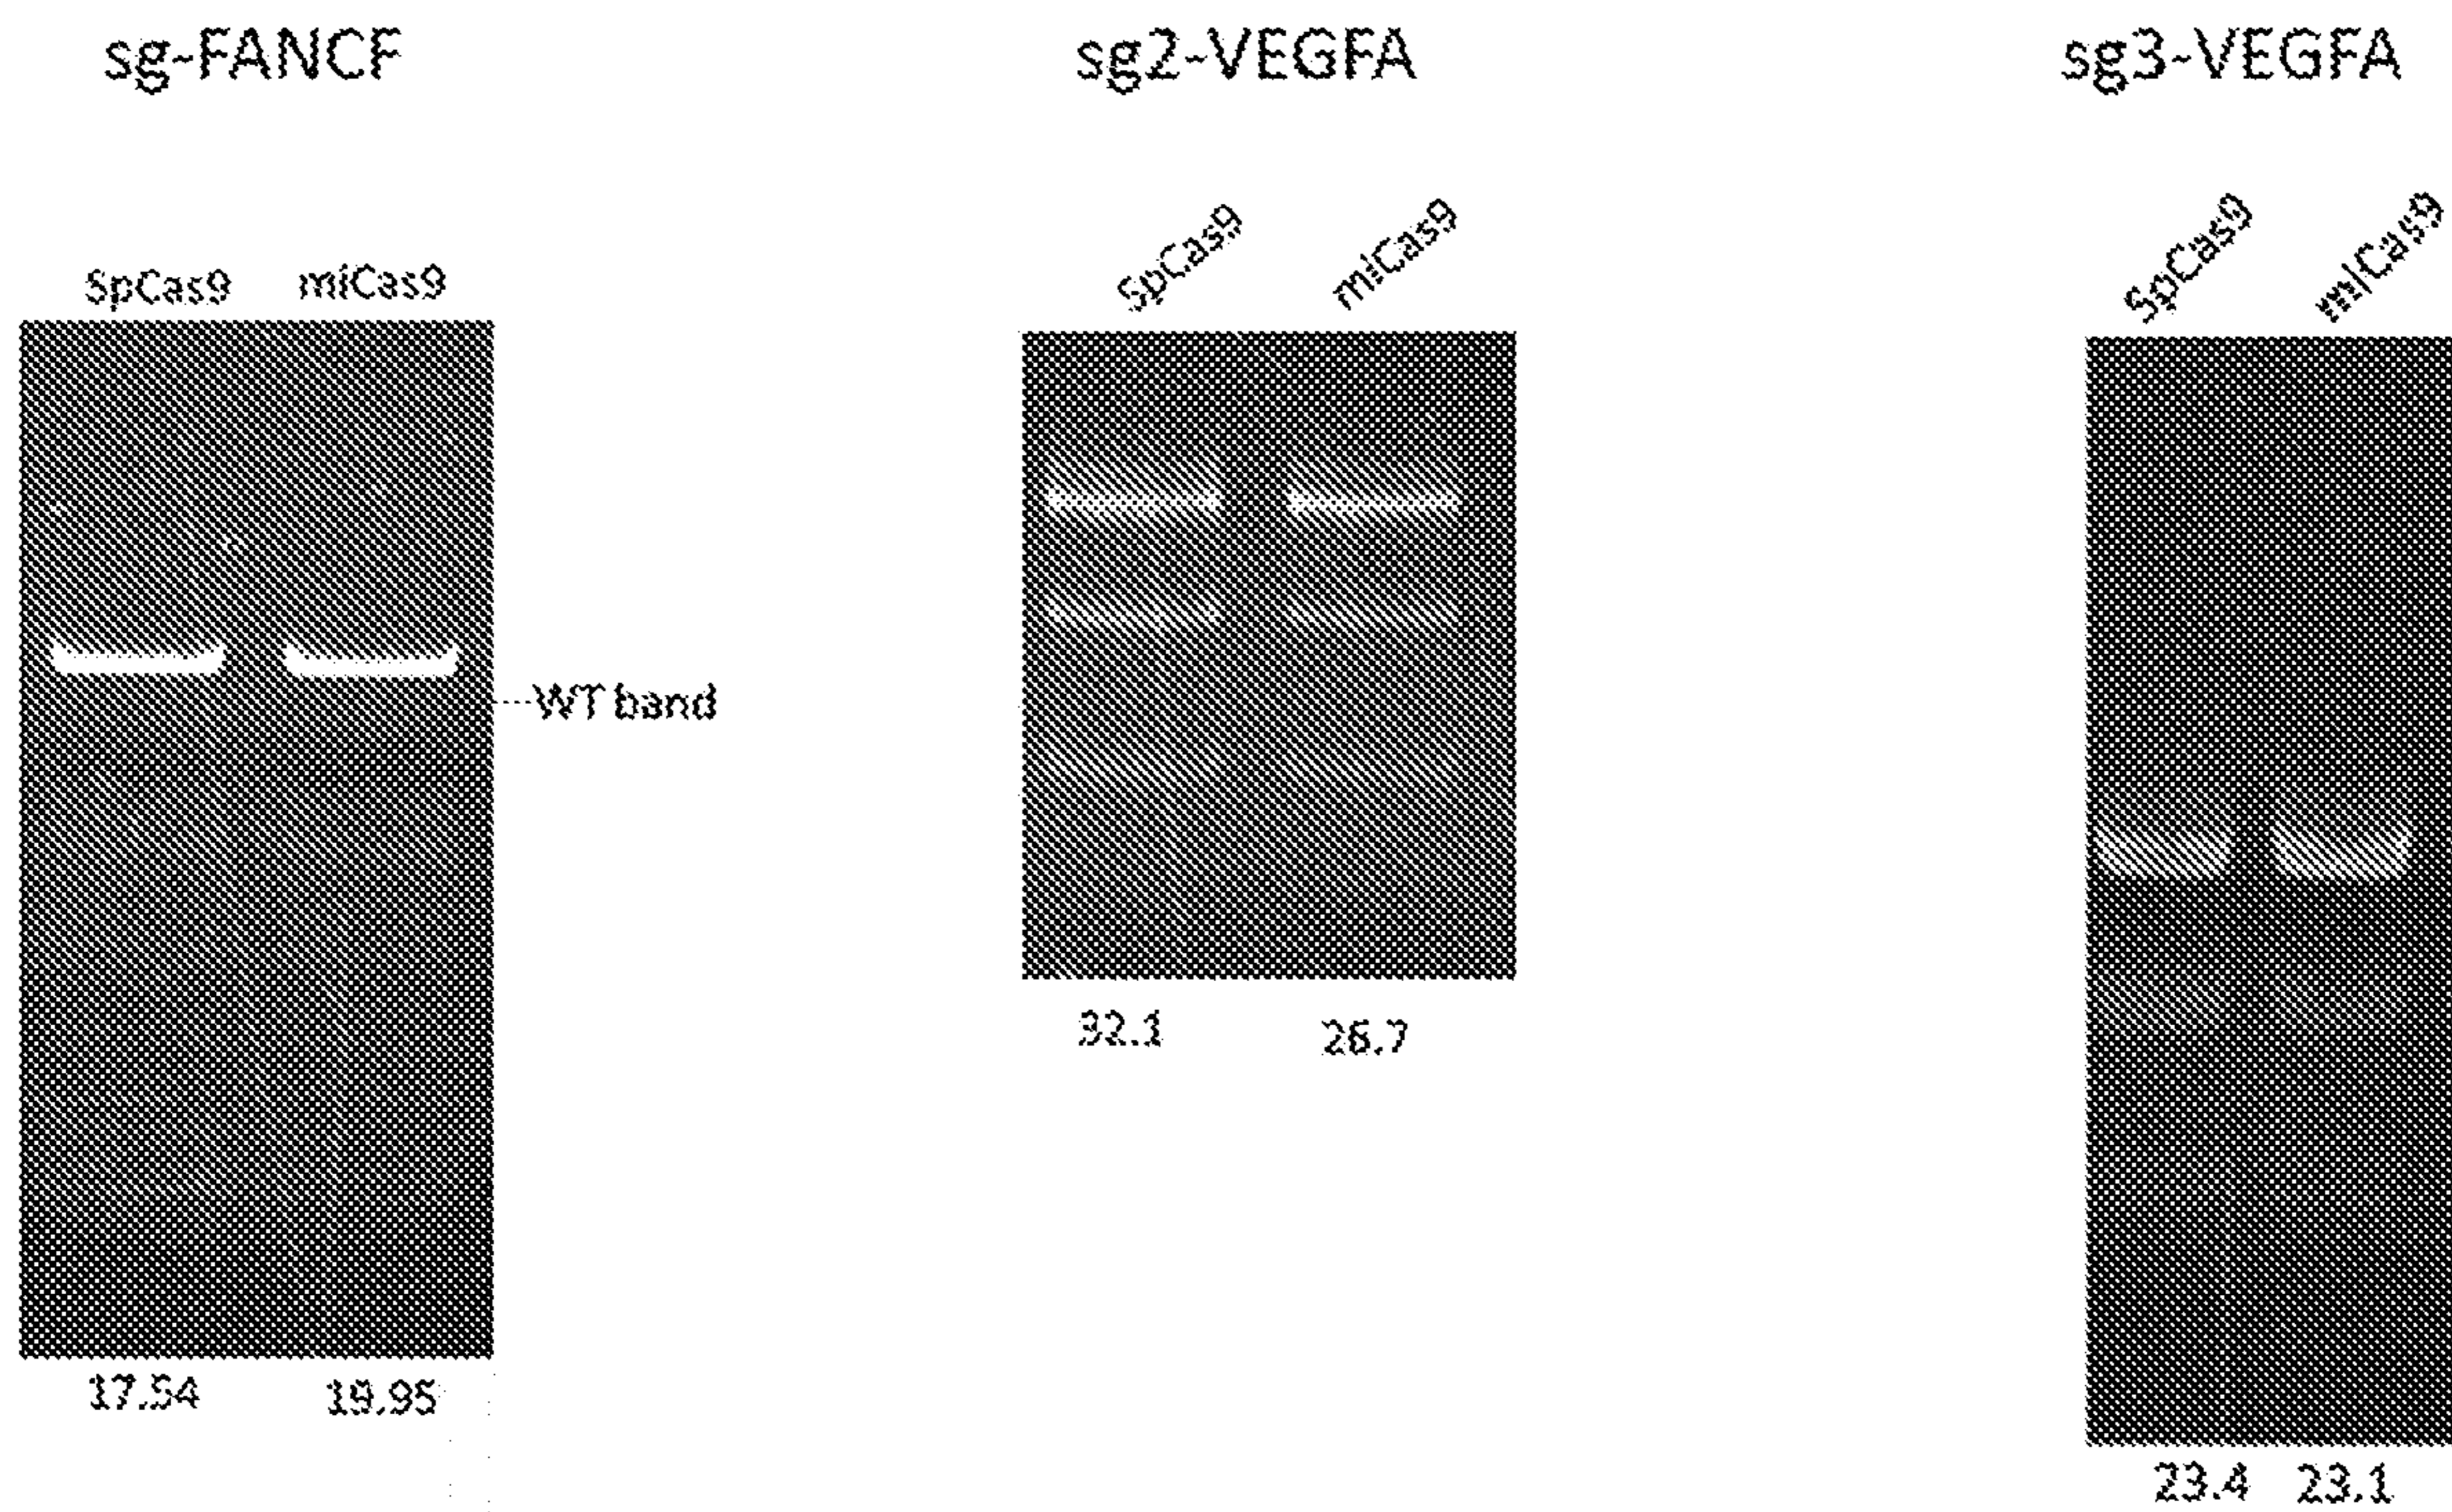 sg-FANCF
SpCas9 miCas9
WT band
17.54 19.95
sg2-VEGFA
SpCas9 miCas9
32.1 26.7
sg3-VEGFA
SpCas9 miCas9
23.4 23.1